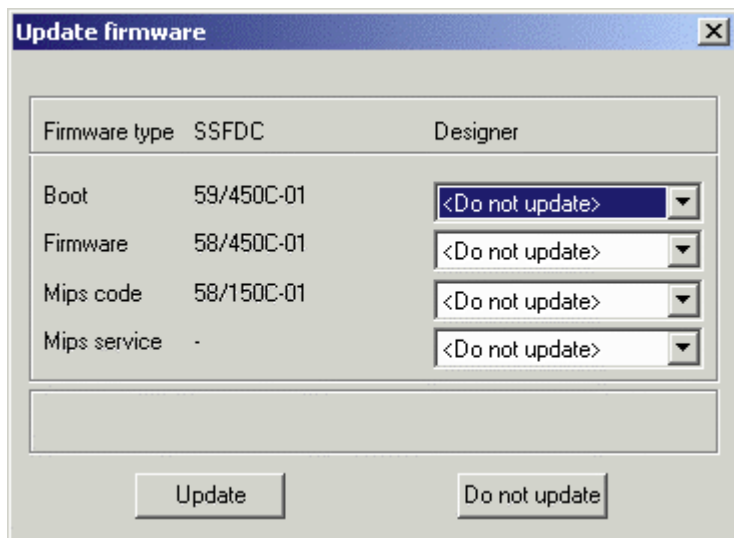 Update firmware
Firmware type SSFDC Designer
Boot 59/450C-01 <Do not update>
Firmware 58/450C-01 <Do not update>
Mips code 58/150C-01 <Do not update>
Mips service - <Do not update>
Update Do not update